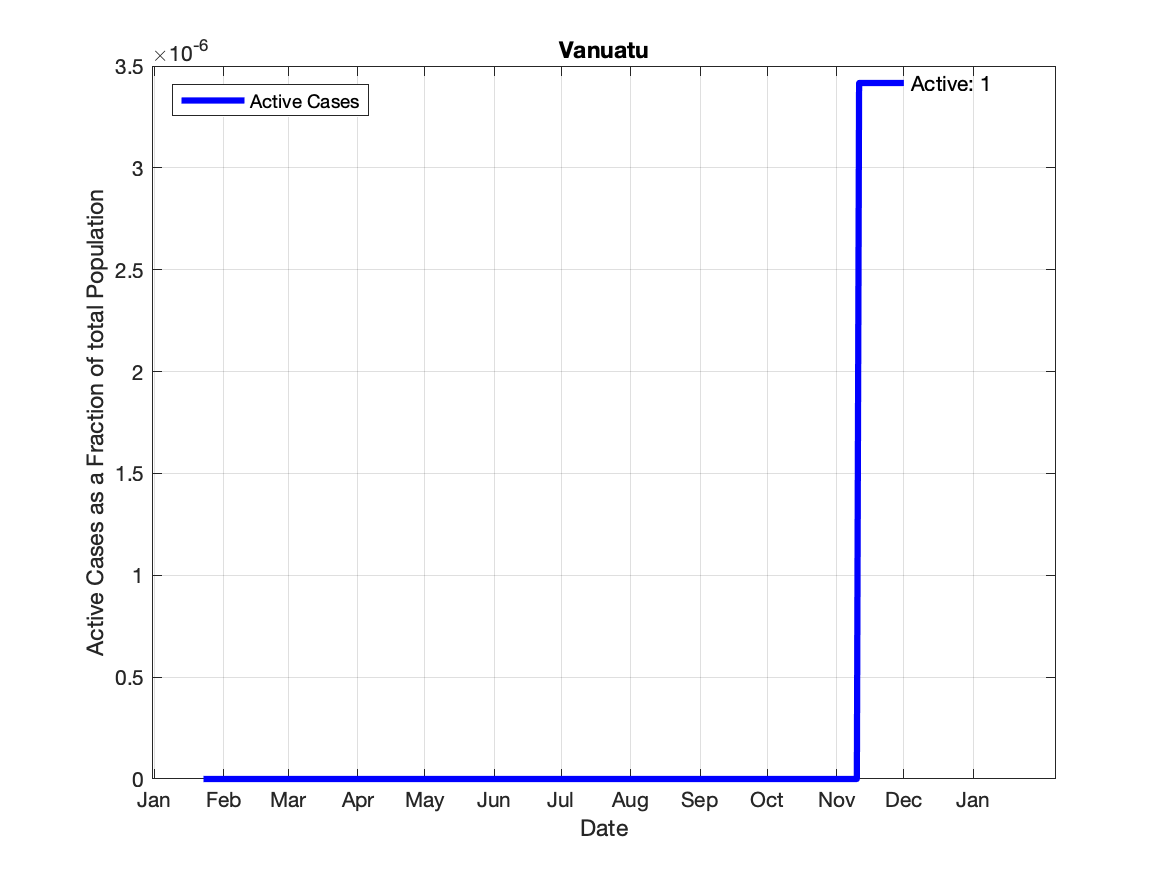 Vanuatu
×10-6
Active Cases
Active: 1
Active Cases as a Fraction of total Population
3.5
3
2.5
2
1.5
1
0.5
0
Jan Feb Mar Apr May Jun Jul Aug Sep Oct Nov Dec Jan
Date